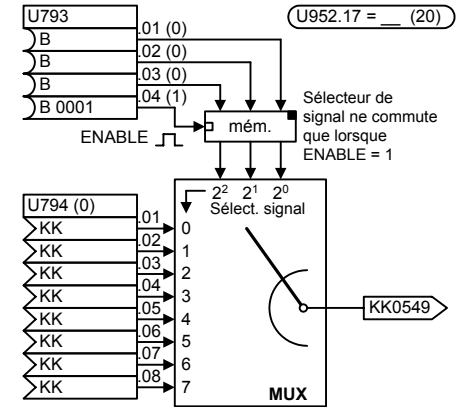 U793
U952.17 = __ (20)
B .01 (0)
B .02 (0)
B .03 (0)
B 0001 .04 (1)
ENABLE
mém.
Sélecteur de
signal ne commute
que lorsque
ENABLE = 1
2² 2¹ 2⁰
Sélect. signal
U794 (0)
KK .01 0
KK .02 1
KK .03 2
KK .04 3
KK .05 4
KK .06 5
KK .07 6
KK .08 7
KK0549
MUX